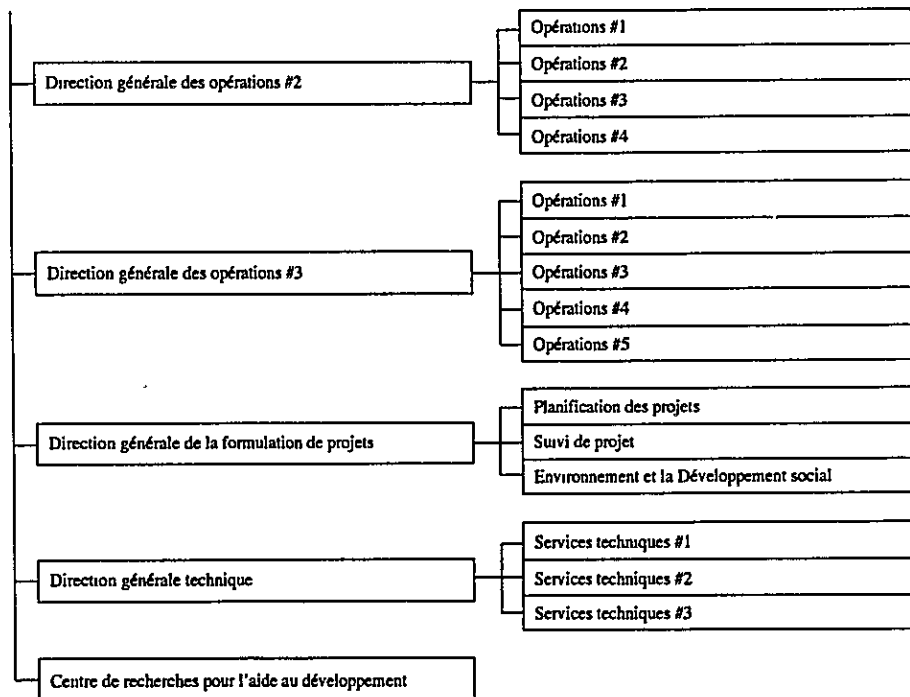 Opérations #1
Direction générale des opérations #2
Opérations #2
Opérations #3
Opérations #4
Opérations #1
Opérations #2
Direction générale des opérations #3
Opérations #3
Opérations #4
Opérations #5
Planification des projets
Direction générale de la formulation de projets
Suivi de projet
Environnement et la Développement social
Services techniques #1
Direction générale technique
Services techniques #2
Services techniques #3
Centre de recherches pour l'aide au développement